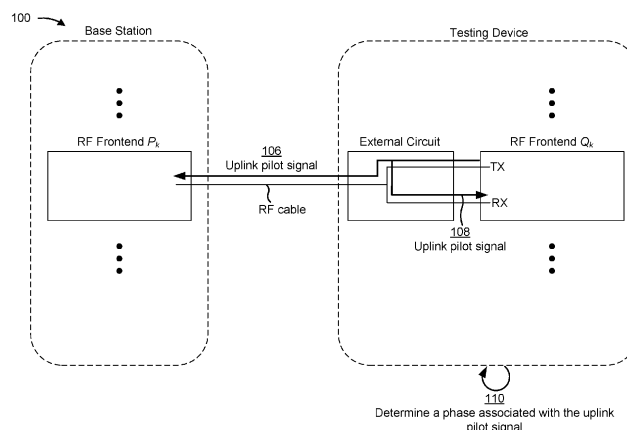 100
Base Station
Testing Device
RF Frontend Pk
106
Uplink pilot signal
RF cable
External Circuit
RF Frontend Qk
TX
RX
108
Uplink pilot signal
110
Determine a phase associated with the uplink
pilot signal